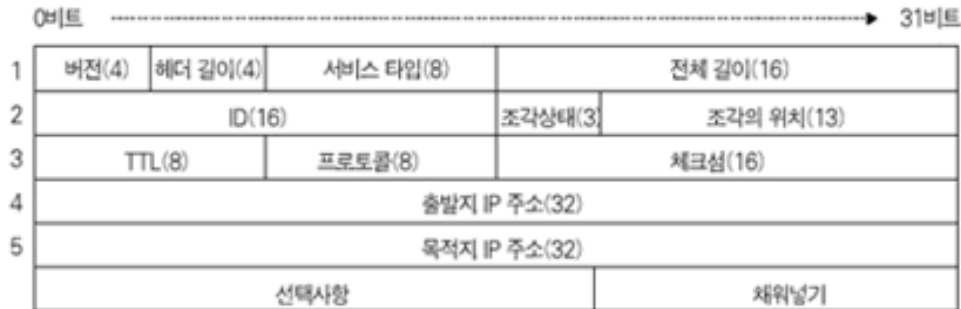 0비트 31비트
1 버전(4) 헤더 길이(4) 서비스 타입(8) 전체 길이(16)
2 ID(16) 조각상태(3) 조각의 위치(13)
3 TTL(8) 프로토콜(8) 체크섬(16)
4 출발지 IP 주소(32)
5 목적지 IP 주소(32)
선택사항 채워넣기